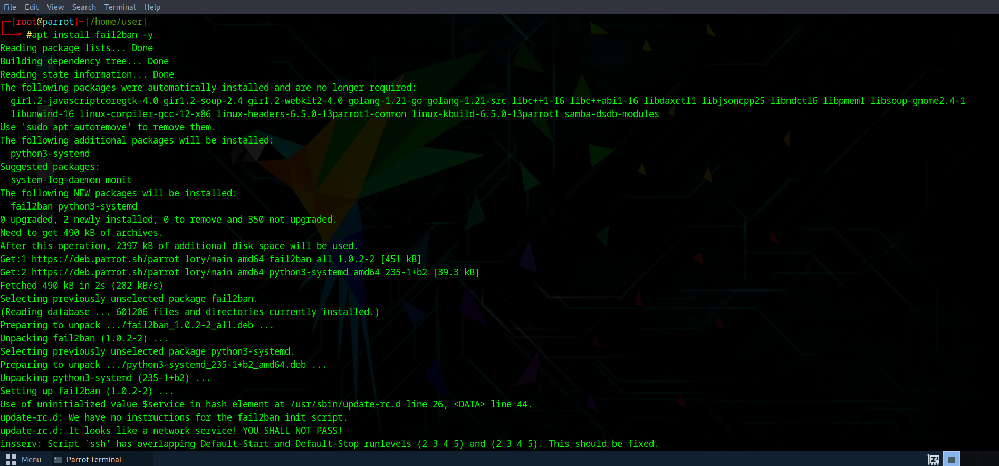 File Edit View Search Terminal Help
┌─[root@parrot]─[/home/user]
└──╼ #apt install fail2ban -y
Reading package lists... Done
Building dependency tree... Done
Reading state information... Done
The following packages were automatically installed and are no longer required:
  gir1.2-javascriptcoregtk-4.0 gir1.2-soup-2.4 gir1.2-webkit2-4.0 golang-1.21-go golang-1.21-src libc++1-16 libc++abi1-16 libdaxctl1 libjsoncpp25 libndctl6 libpmem1 libsoup-gnome2.4-1
  libunwind-16 linux-compiler-gcc-12-x86 linux-headers-6.5.0-13parrot1-common linux-kbuild-6.5.0-13parrot1 samba-dsdb-modules
Use 'sudo apt autoremove' to remove them.
The following additional packages will be installed:
  python3-systemd
Suggested packages:
  system-log-daemon monit
The following NEW packages will be installed:
  fail2ban python3-systemd
0 upgraded, 2 newly installed, 0 to remove and 350 not upgraded.
Need to get 490 kB of archives.
After this operation, 2397 kB of additional disk space will be used.
Get:1 https://deb.parrot.sh/parrot lory/main amd64 fail2ban all 1.0.2-2 [451 kB]
Get:2 https://deb.parrot.sh/parrot lory/main amd64 python3-systemd amd64 235-1+b2 [39.3 kB]
Fetched 490 kB in 2s (282 kB/s)
Selecting previously unselected package fail2ban.
(Reading database ... 601206 files and directories currently installed.)
Preparing to unpack .../fail2ban_1.0.2-2_all.deb ...
Unpacking fail2ban (1.0.2-2) ...
Selecting previously unselected package python3-systemd.
Preparing to unpack .../python3-systemd_235-1+b2_amd64.deb ...
Unpacking python3-systemd (235-1+b2) ...
Setting up fail2ban (1.0.2-2) ...
Use of uninitialized value $service in hash element at /usr/sbin/update-rc.d line 26, <DATA> line 44.
update-rc.d: We have no instructions for the fail2ban init script.
update-rc.d: It looks like a network service! YOU SHALL NOT PASS!
insserv: Script `ssh' has overlapping Default-Start and Default-Stop runlevels (2 3 4 5) and (2 3 4 5). This should be fixed.
Menu Parrot Terminal